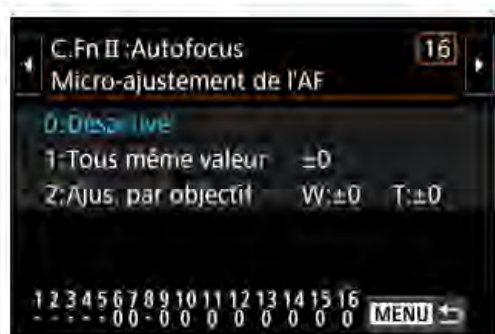 C.Fn II :Autofocus 16
Micro-ajustement de l'AF
0:Désactivé
1:Tous même valeur ±0
2:Ajus. par objectif W:±0 T:±0
1 2 3 4 5 6 7 8 9 10 11 12 13 14 15 16
- - - - - 0 0 - 0 0 0 0 0 0 0 0
MENU